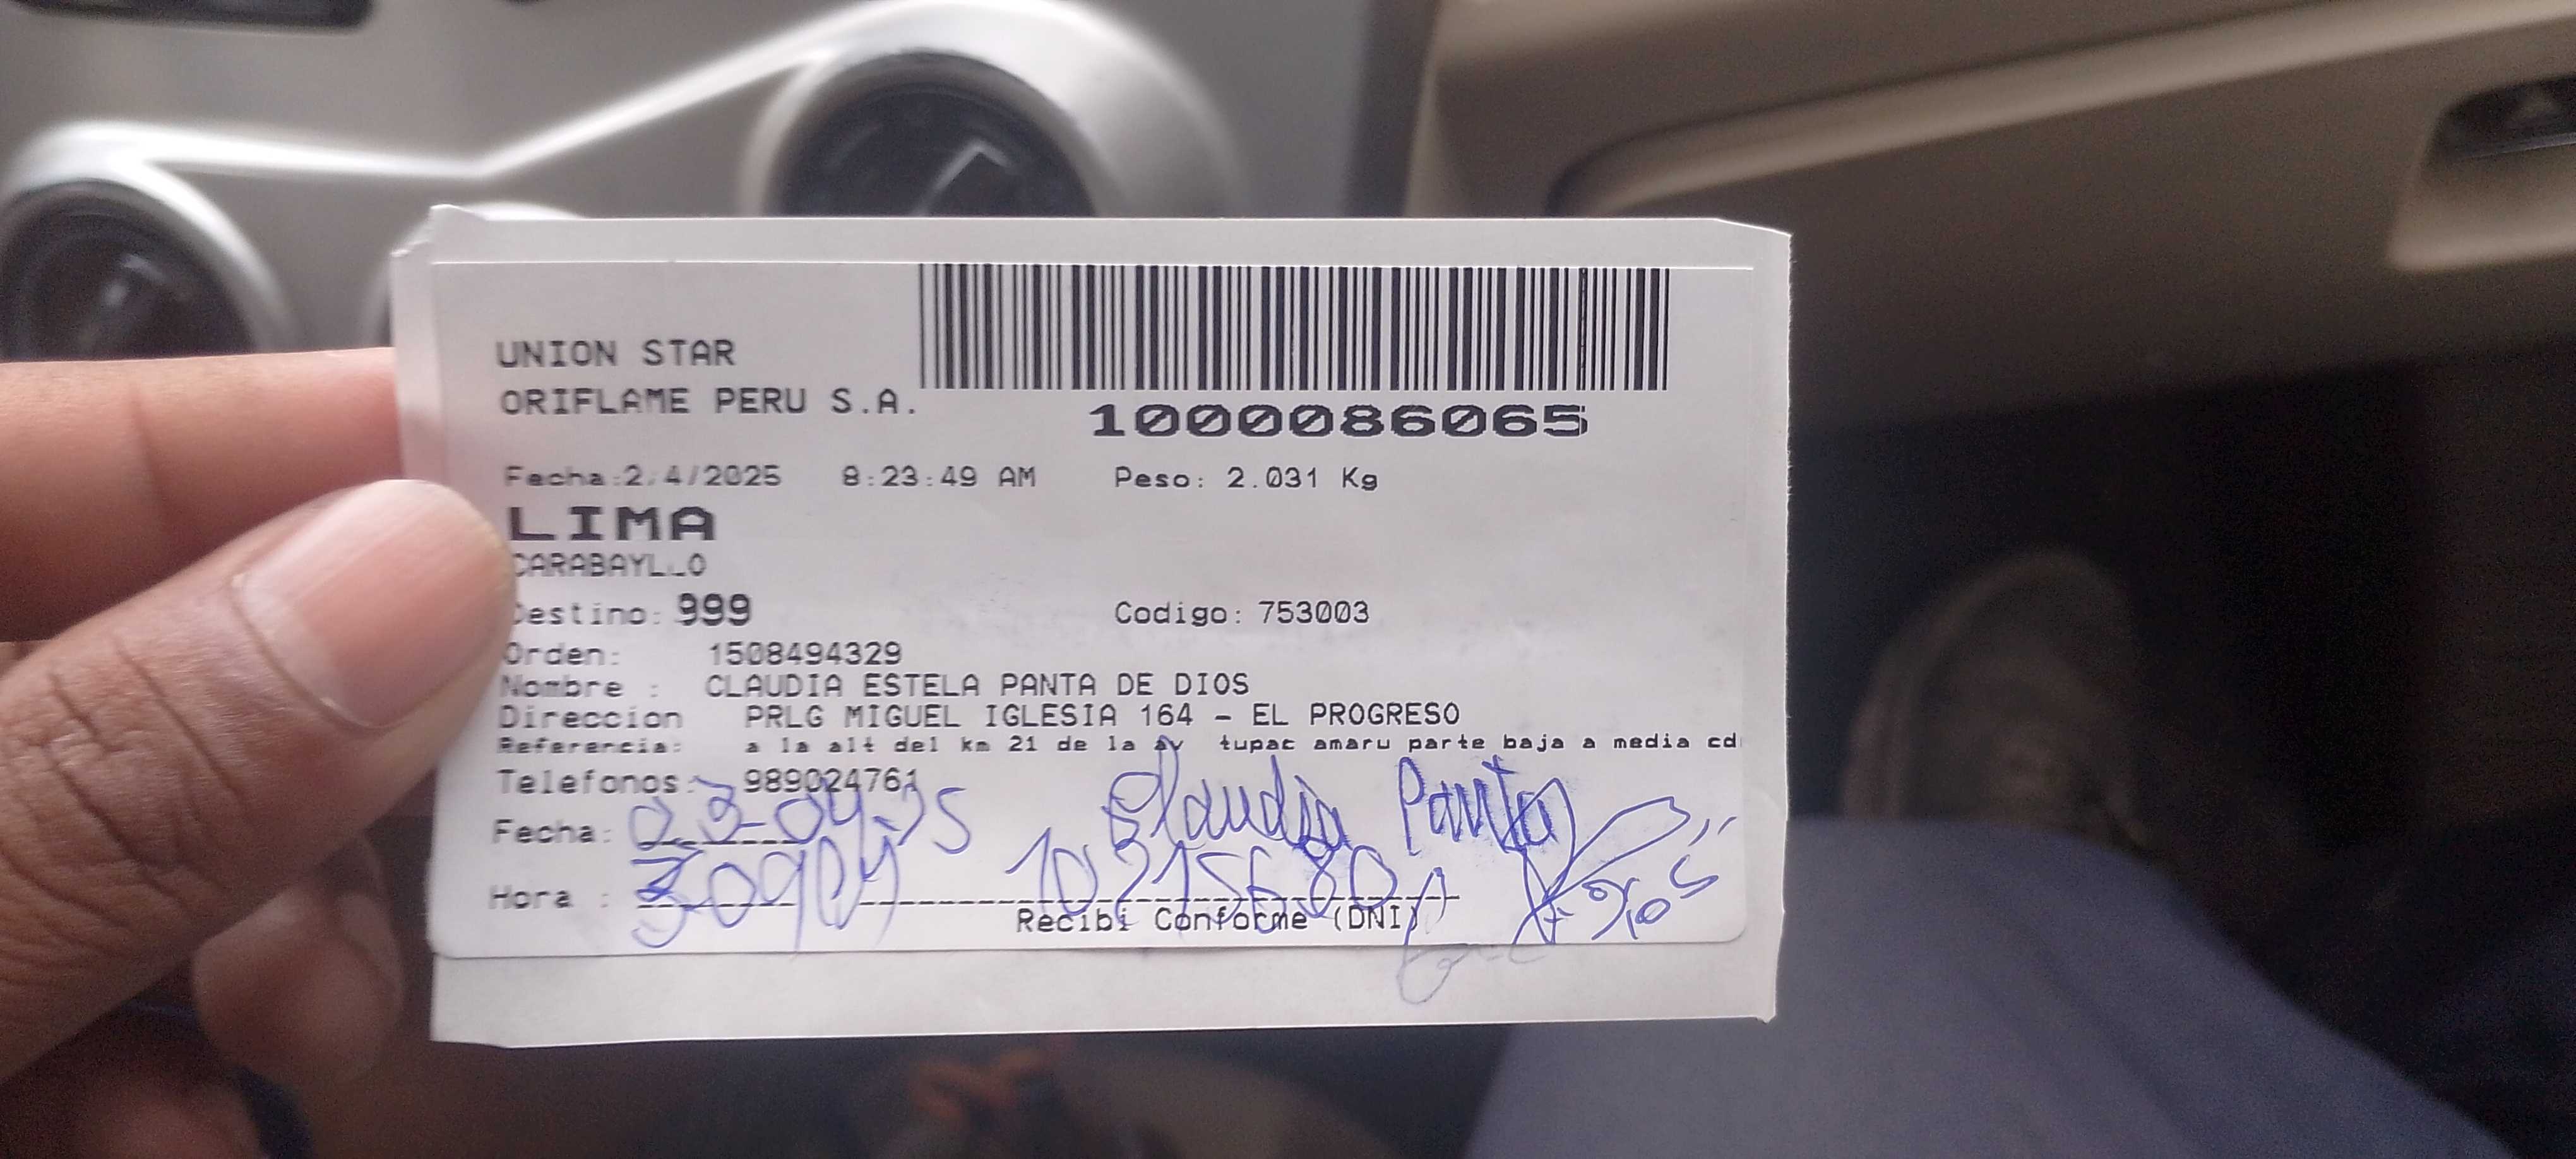 UNION STAR
ORIFLAME PERU S.A.
1000086065
Fecha:2/4/2025 8:23:49 AM Peso: 2.031 Kg
LIMA
CARABAYLLO
Destino: 999 Codigo: 753003
Orden: 1508494329
Nombre : CLAUDIA ESTELA PANTA DE DIOS
Direccion PRLG MIGUEL IGLESIA 164 - EL PROGRESO
Referencia: a la alt del km 21 de la av tupac amaru parte baja a media cd
Telefonos: 989024761
Claudia Panta
Fecha: 03-04-25
Hora :
Recibi Conforme (DNI)